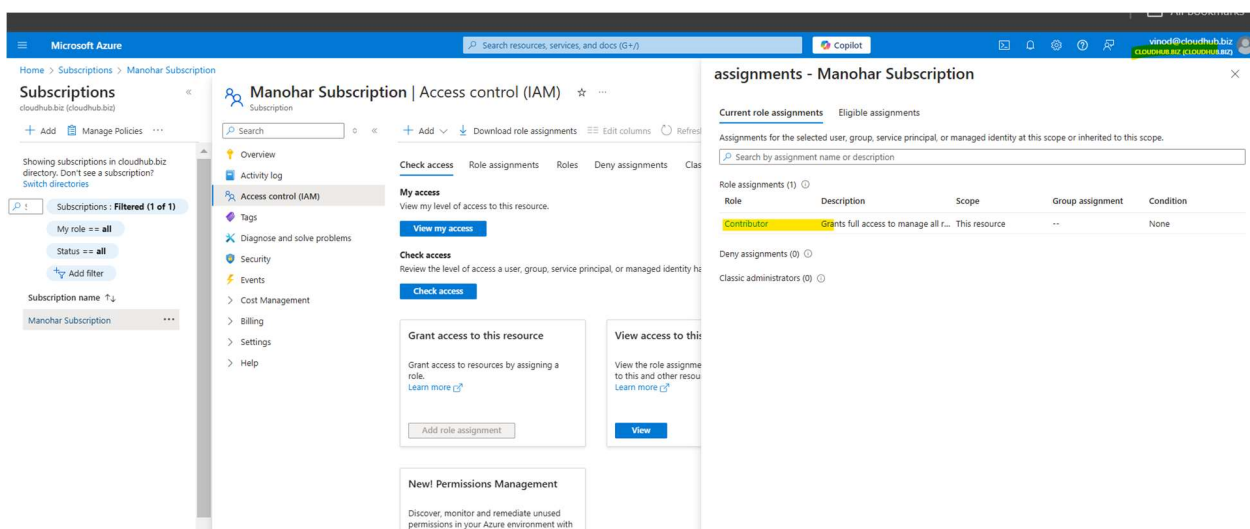 All Bookmarks
Microsoft Azure
Search resources, services, and docs (G+/)
Copilot
vinod@cloudhub.biz
CLOUDHUB.BIZ (CLOUDHUB.BIZ)
Home > Subscriptions > Manohar Subscription
Subscriptions
cloudhub.biz (cloudhub.biz)
+ Add Manage Policies ...
Showing subscriptions in cloudhub.biz
directory. Don't see a subscription?
Switch directories
Subscriptions : Filtered (1 of 1)
My role == all
Status == all
Add filter
Subscription name ↑↓
Manohar Subscription ...
Manohar Subscription | Access control (IAM) ☆ ...
Subscription
Search
Overview
Activity log
Access control (IAM)
Tags
Diagnose and solve problems
Security
Events
> Cost Management
> Billing
> Settings
> Help
+ Add Download role assignments Edit columns Refres
Check access Role assignments Roles Deny assignments Clas
My access
View my level of access to this resource.
View my access
Check access
Review the level of access a user, group, service principal, or managed identity ha
Check access
Grant access to this resource
Grant access to resources by assigning a
role.
Learn more
Add role assignment
View access to this
View the role assignme
to this and other resou
Learn more
View
New! Permissions Management
Discover, monitor and remediate unused
permissions in your Azure environment with
assignments - Manohar Subscription
Current role assignments Eligible assignments
Assignments for the selected user, group, service principal, or managed identity at this scope or inherited to this scope.
Search by assignment name or description
Role assignments (1)
Role Description Scope Group assignment Condition
Contributor Grants full access to manage all r... This resource -- None
Deny assignments (0)
Classic administrators (0)